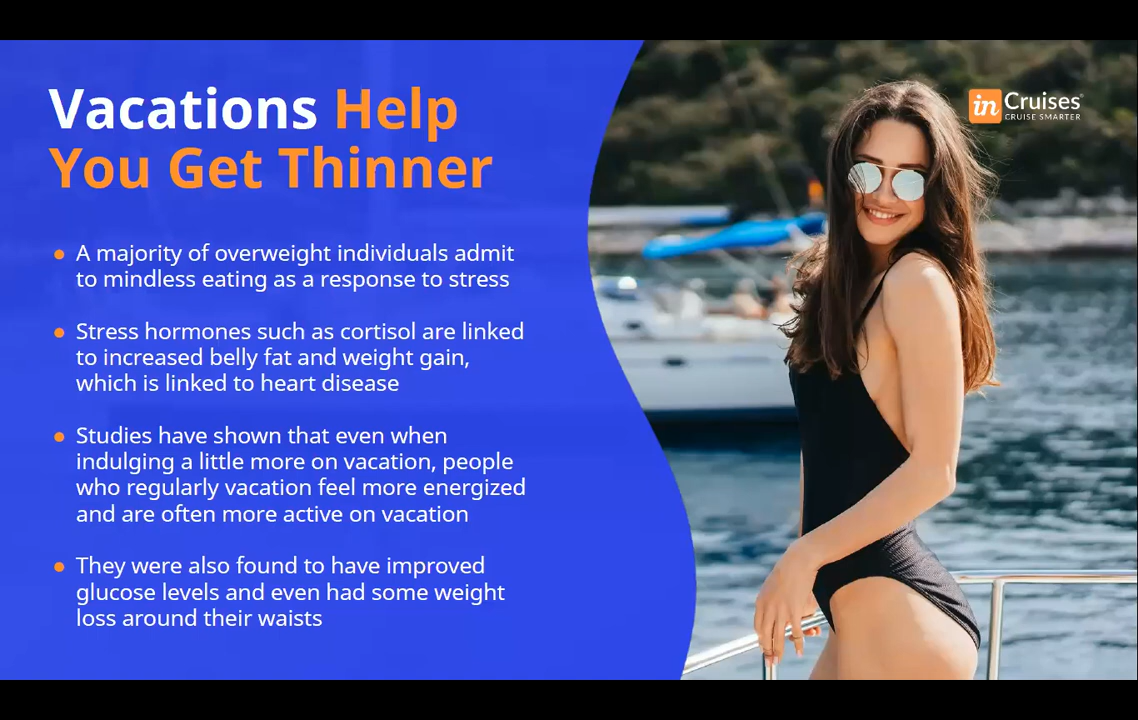 Vacations Help
You Get Thinner
in Cruises®
CRUISE SMARTER
A majority of overweight individuals admit
to mindless eating as a response to stress
Stress hormones such as cortisol are linked
to increased belly fat and weight gain,
which is linked to heart disease
Studies have shown that even when
indulging a little more on vacation, people
who regularly vacation feel more energized
and are often more active on vacation
They were also found to have improved
glucose levels and even had some weight
loss around their waists